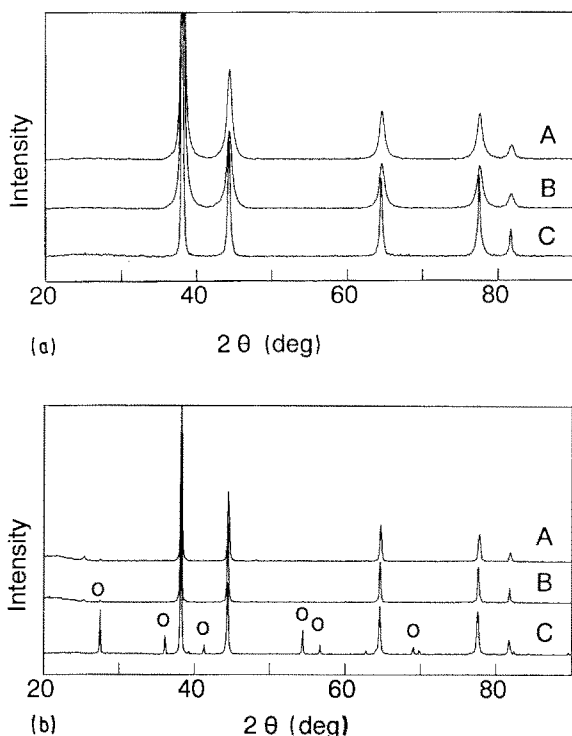 Intensity
A
B
C
20 40 60 80
(a) 2 θ (deg)
Intensity
A
B
C
o o o o o o
20 40 60 80
(b) 2 θ (deg)